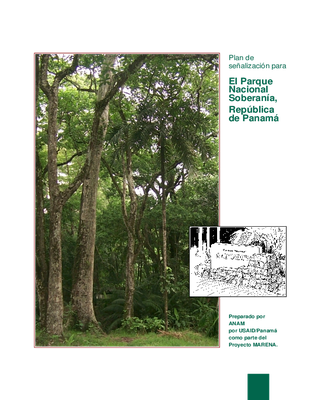 Plan de
señalización para
El Parque
Nacional
Soberanía,
República
de Panamá
Preparado por
ANAM
por USAID/Panamá
como parte del
Proyecto MARENA.